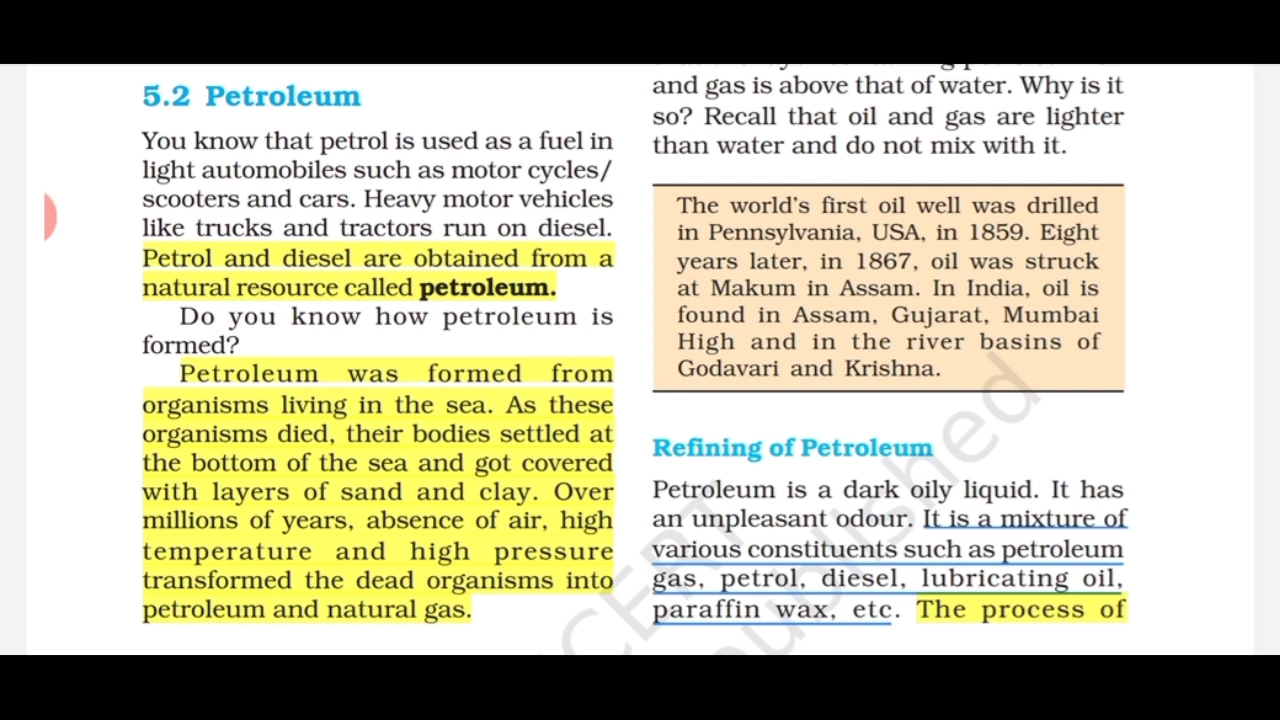 5.2 Petroleum
You know that petrol is used as a fuel in
light automobiles such as motor cycles/
scooters and cars. Heavy motor vehicles
like trucks and tractors run on diesel.
Petrol and diesel are obtained from a
natural resource called petroleum.
Do you know how petroleum is
formed?
Petroleum was formed from
organisms living in the sea. As these
organisms died, their bodies settled at
the bottom of the sea and got covered
with layers of sand and clay. Over
millions of years, absence of air, high
temperature and high pressure
transformed the dead organisms into
petroleum and natural gas.
and gas is above that of water. Why is it
so? Recall that oil and gas are lighter
than water and do not mix with it.
The world's first oil well was drilled
in Pennsylvania, USA, in 1859. Eight
years later, in 1867, oil was struck
at Makum in Assam. In India, oil is
found in Assam, Gujarat, Mumbai
High and in the river basins of
Godavari and Krishna.
Refining of Petroleum
Petroleum is a dark oily liquid. It has
an unpleasant odour. It is a mixture of
various constituents such as petroleum
gas, petrol, diesel, lubricating oil,
paraffin wax, etc. The process of